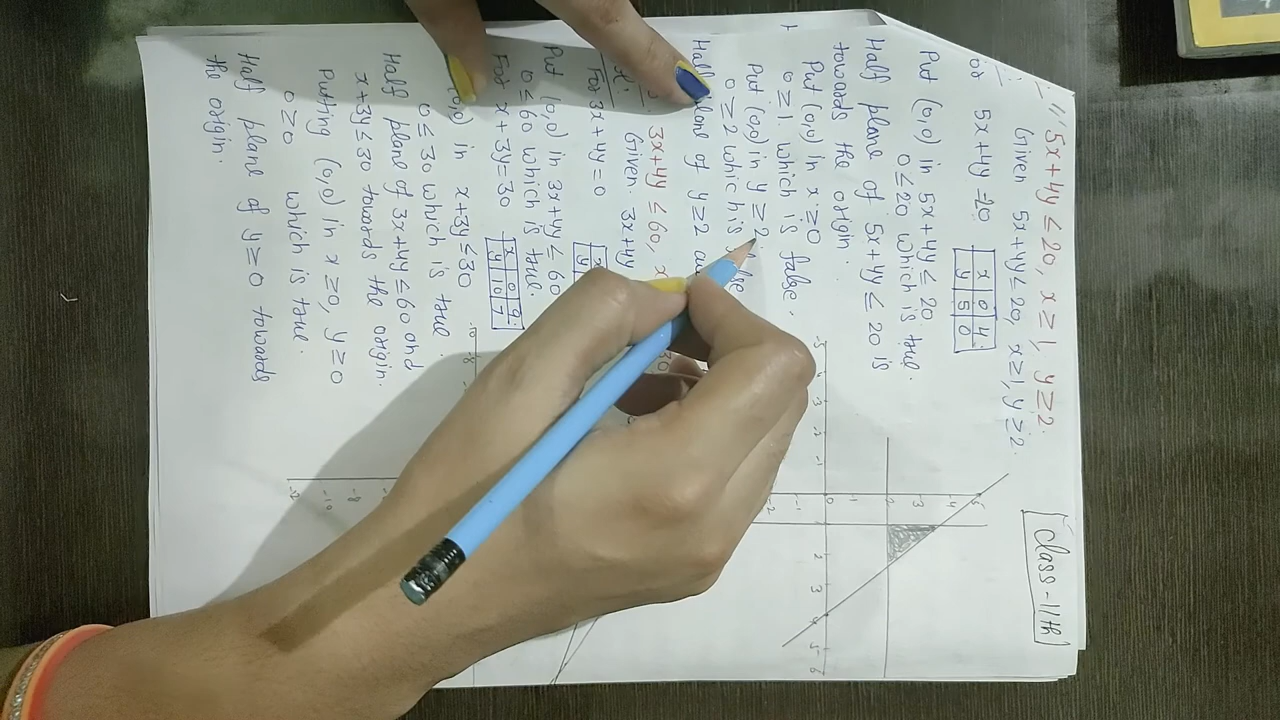 5x+4y ≤ 20, x ≥ 1, y ≥ 2.
Given 5x+4y ≤ 20, x ≥ 1, y ≥ 2.
5x+4y = 20
x 0 4
y 5 0
Put (0,0) in 5x+4y ≤ 20
0 ≤ 20 which is true.
Half plane of 5x+4y ≤ 20 is
towards the origin.
Put (0,0) in x ≥ 0
0 ≥ 1. which is false.
Put (0,0) in y ≥ 2
0 ≥ 2 which is
of y ≥ 2
3x+4y ≤ 60,
Given 3x+4y
For 3x+4y = 0
Put (0,0) in 3x+4y ≤ 60
0 ≤ 60 which is true.
For x+3y = 30
x 0 9
y 10 7
in x+3y ≤ 30
0 ≤ 30 which is true.
Half plane of 3x+4y ≤ 60 and
x+3y ≤ 30 towards the origin.
Putting (0,0) in x ≥ 0, y ≥ 0
0 ≥ 0 which is true.
Half plane of y ≥ 0 towards
the origin.
Class-11th